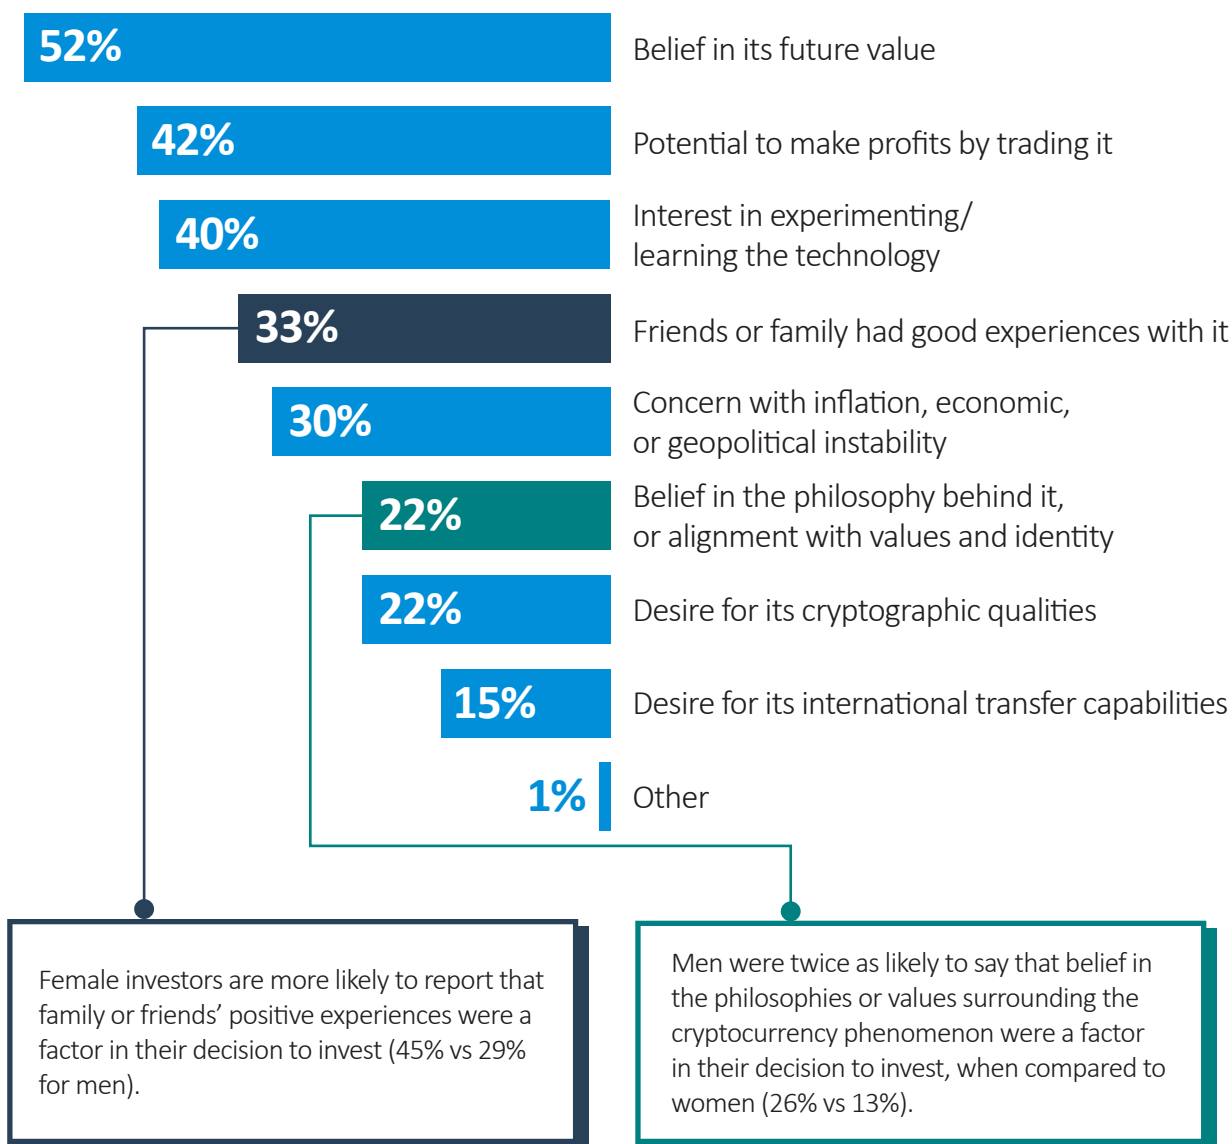 52%
Belief in its future value
42%
Potential to make profits by trading it
40%
Interest in experimenting/
learning the technology
33%
Friends or family had good experiences with it
30%
Concern with inflation, economic,
or geopolitical instability
22%
Belief in the philosophy behind it,
or alignment with values and identity
22%
Desire for its cryptographic qualities
15%
Desire for its international transfer capabilities
1%
Other
Female investors are more likely to report that
family or friends’ positive experiences were a
factor in their decision to invest (45% vs 29%
for men).
Men were twice as likely to say that belief in
the philosophies or values surrounding the
cryptocurrency phenomenon were a factor
in their decision to invest, when compared to
women (26% vs 13%).